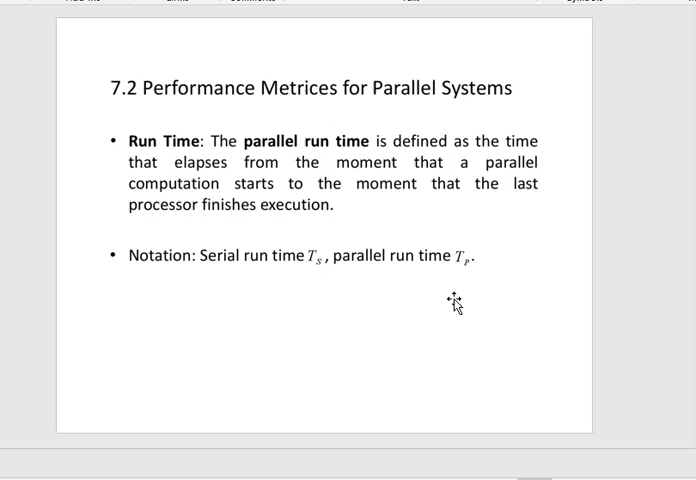 7.2 Performance Metrices for Parallel Systems
• Run Time: The parallel run time is defined as the time
that elapses from the moment that a parallel
computation starts to the moment that the last
processor finishes execution.
• Notation: Serial run time T_S, parallel run time T_P.